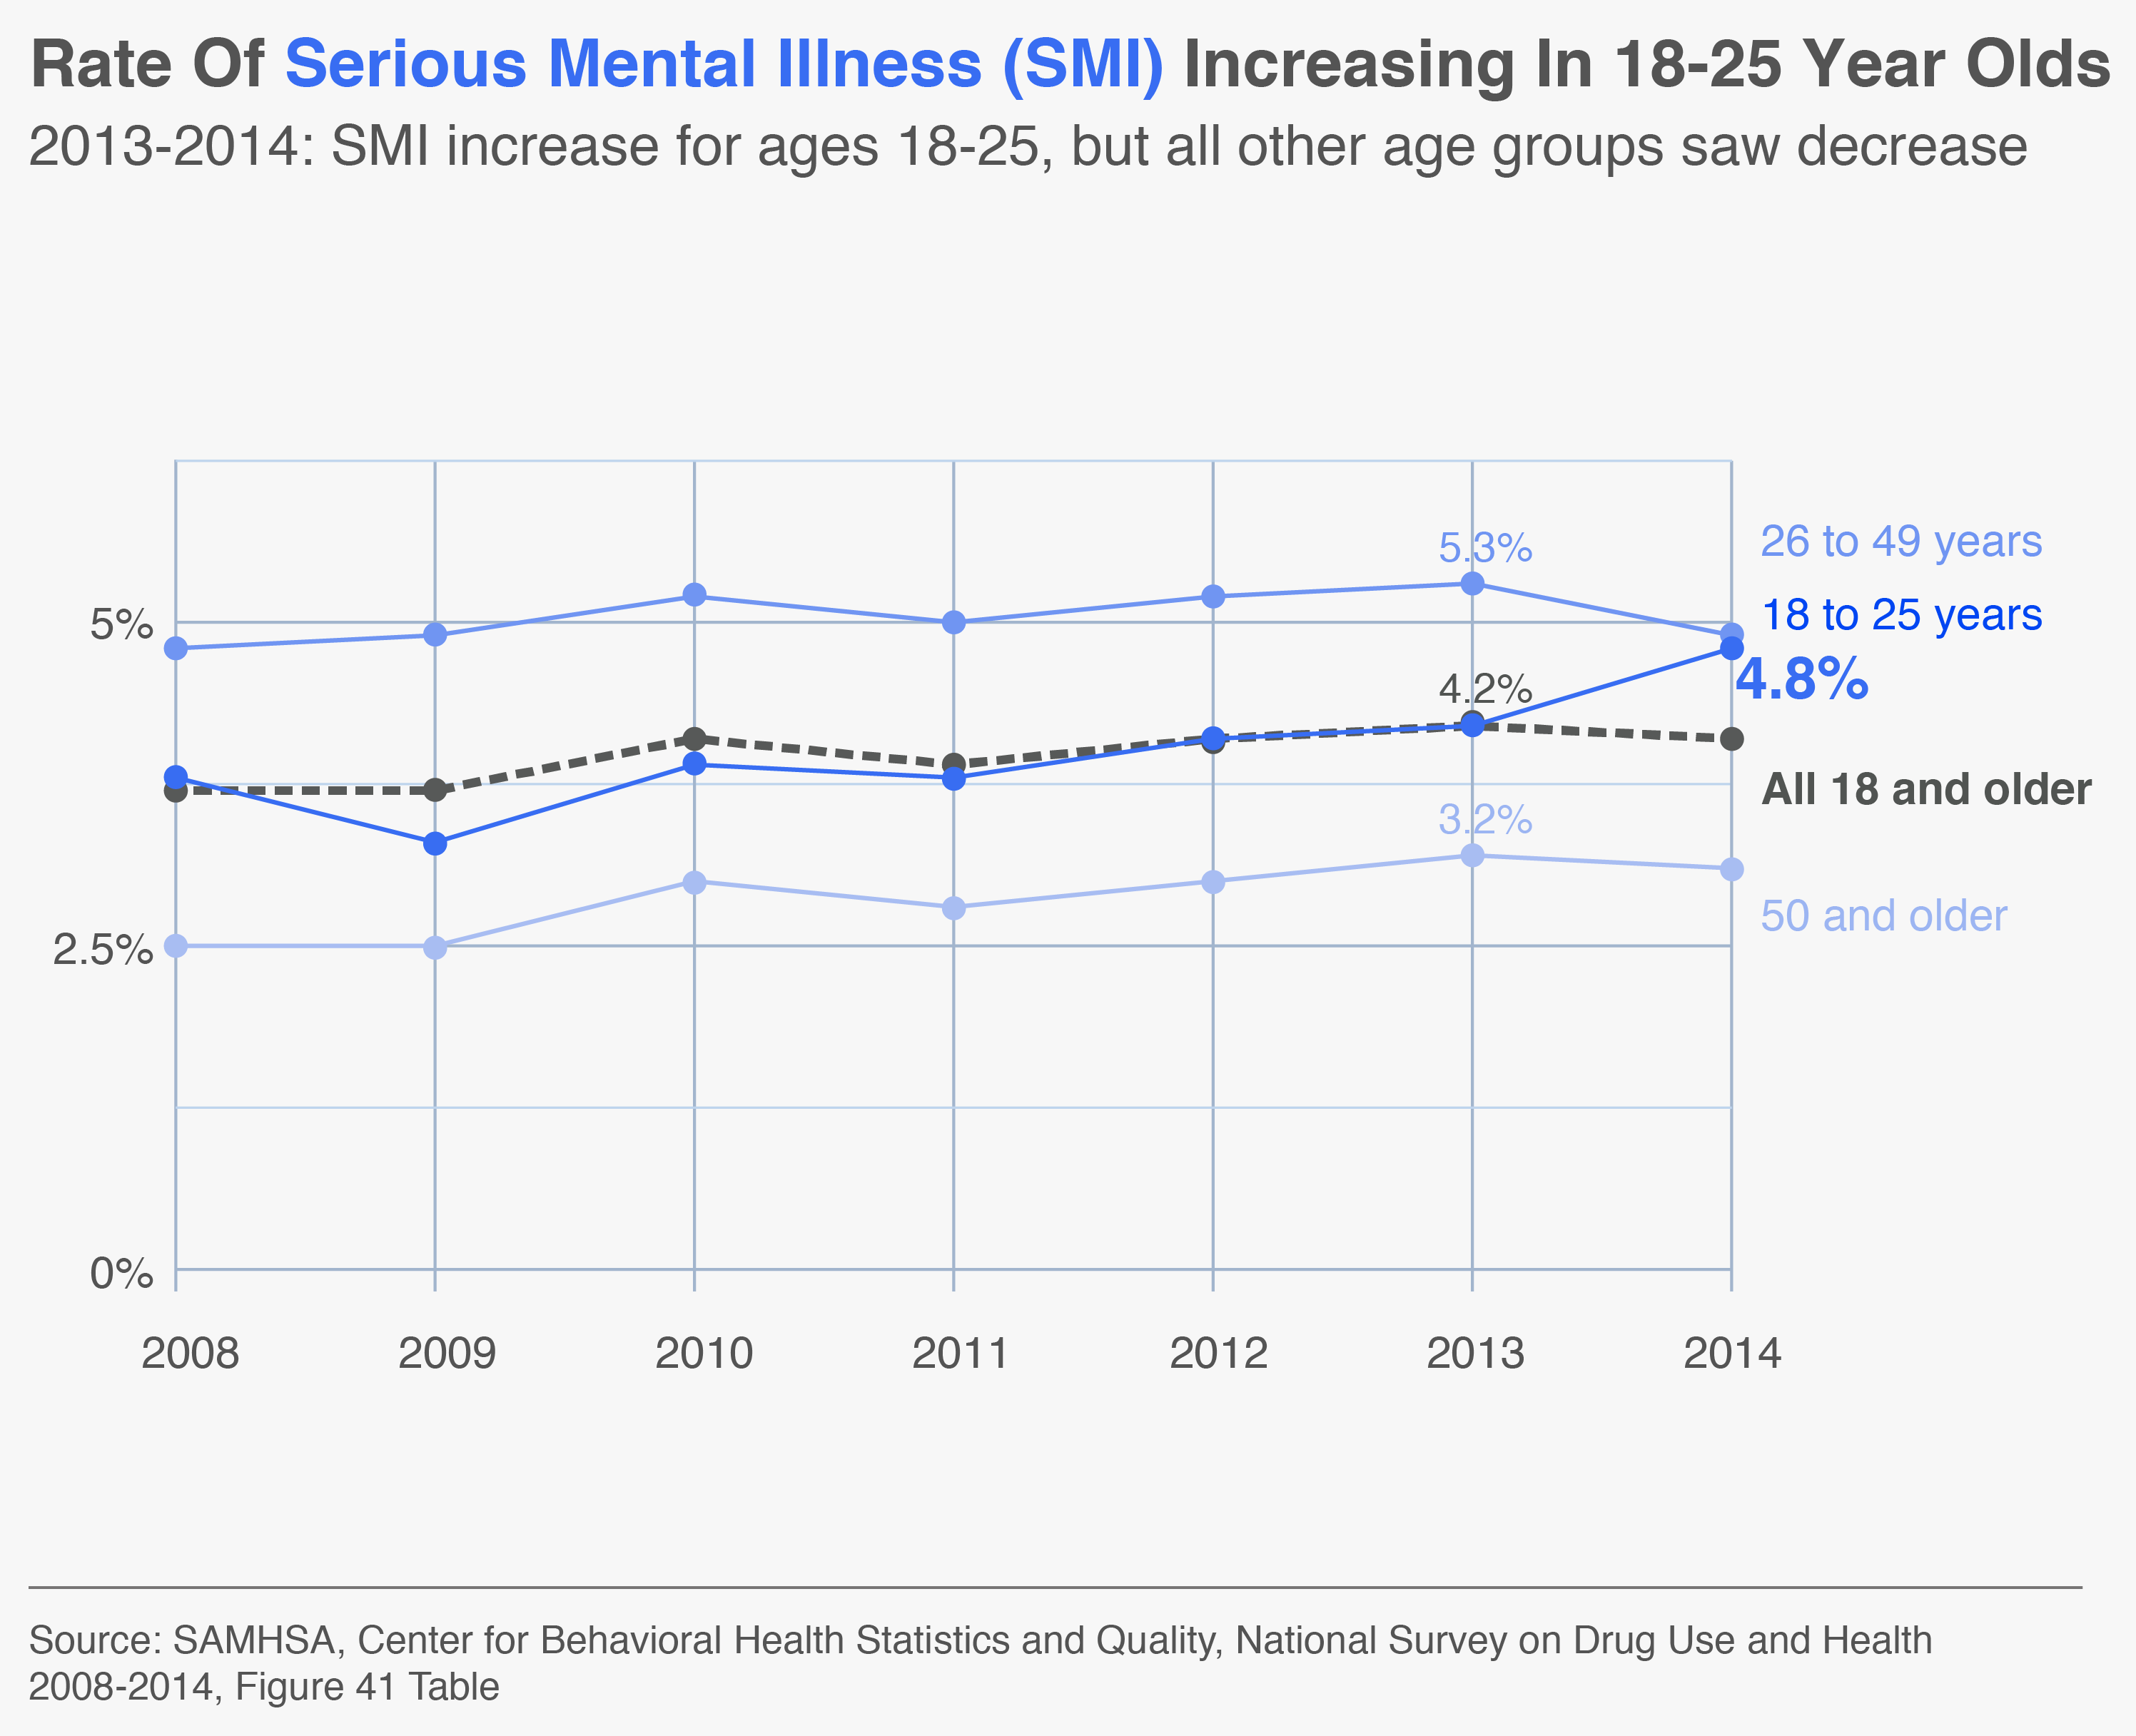 Rate Of Serious Mental Illness (SMI) Increasing In 18-25 Year Olds
2013-2014: SMI increase for ages 18-25, but all other age groups saw decrease
5.3%
26 to 49 years
5%
18 to 25 years
4.8%
4.2%
All 18 and older
3.2%
50 and older
2.5%
0%
2008 2009 2010 2011 2012 2013 2014
Source: SAMHSA, Center for Behavioral Health Statistics and Quality, National Survey on Drug Use and Health
2008-2014, Figure 41 Table